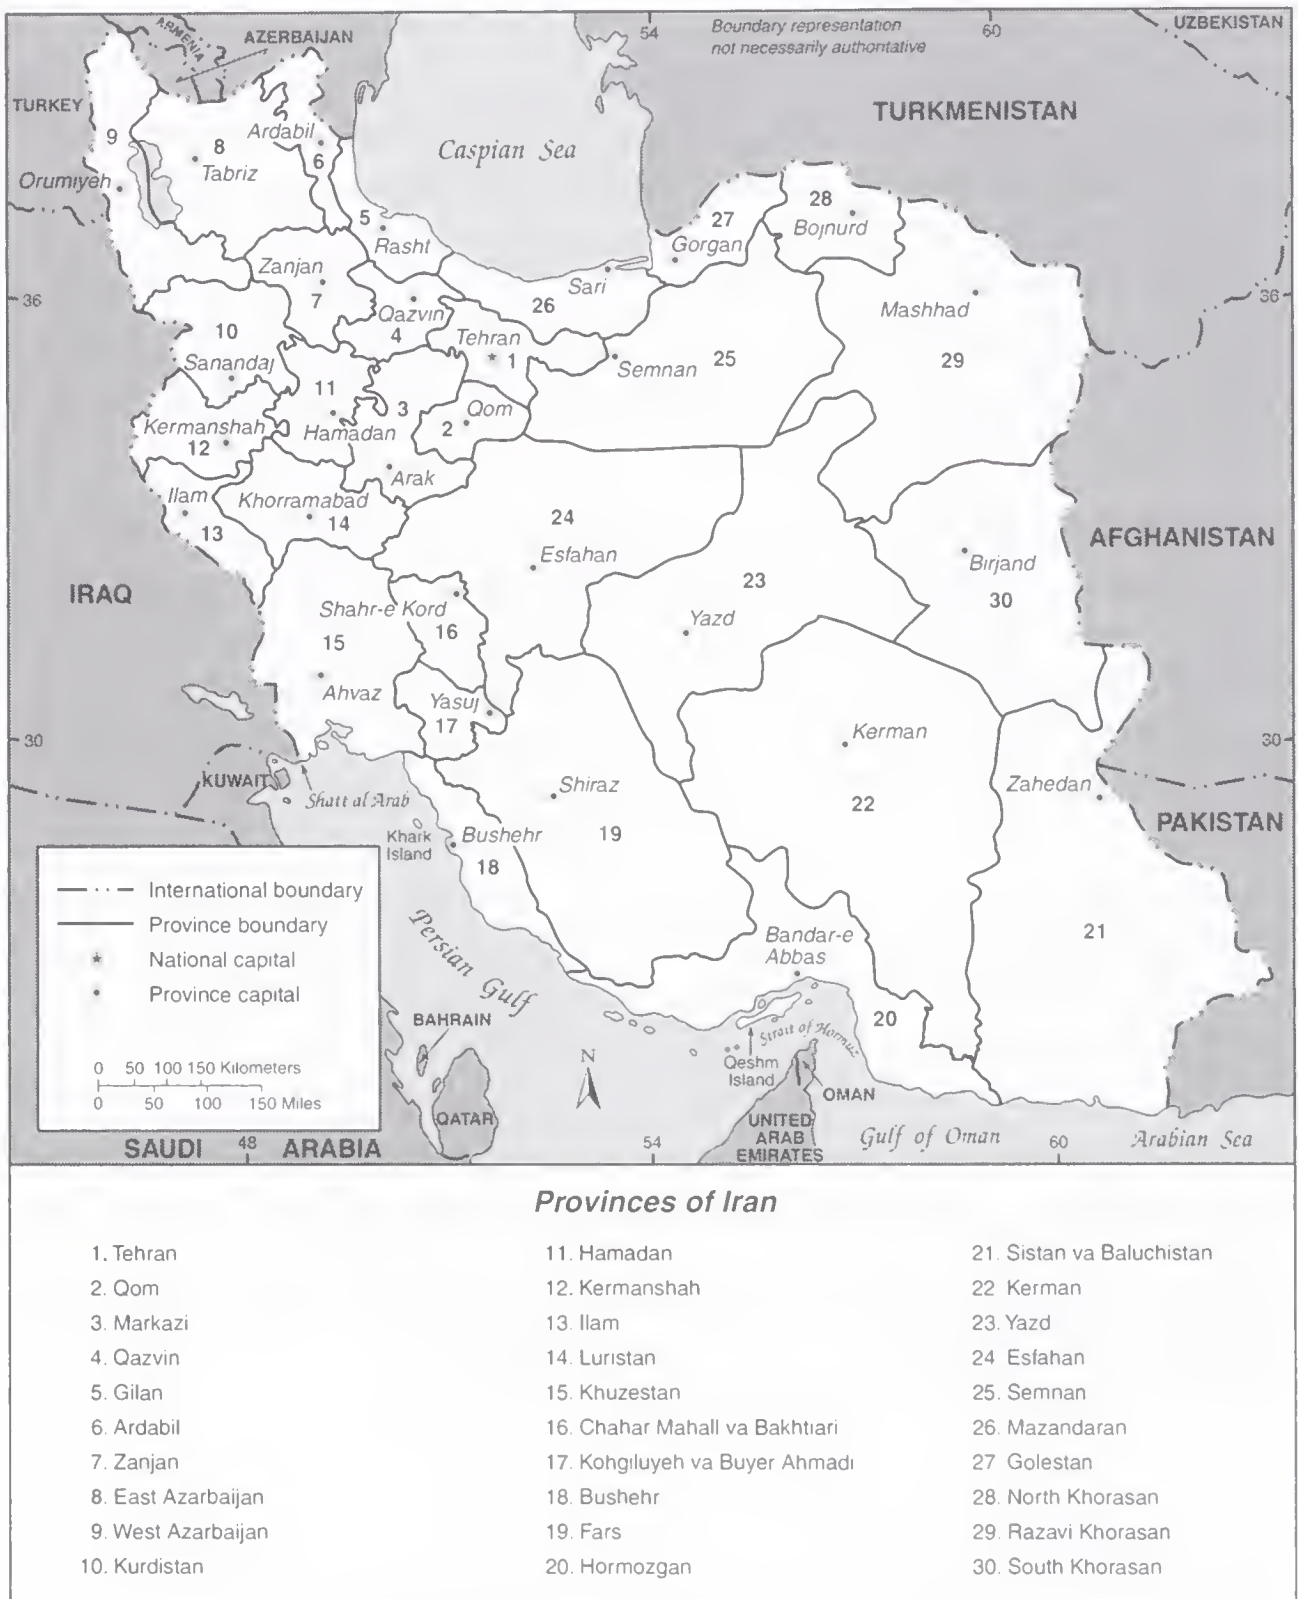 54
Boundary representation
not necessarily authoritative
60
UZBEKISTAN
ARMENIA
AZERBAIJAN
TURKEY
TURKMENISTAN
9
8
Ardabil
6
Tabriz
Caspian Sea
Orumiyeh
5
Rasht
27
Gorgan
28
Bojnurd
Zanjan
7
Sari
26
36
36
Qazvin
4
Mashhad
10
Tehran
1
25
29
Sanandaj
Semnan
11
3
Qom
2
Kermanshah
12
Hamadan
Arak
Ilam
13
Khorramabad
14
24
Esfahan
AFGHANISTAN
Birjand
30
23
IRAQ
Shahr-e Kord
16
15
Yazd
Ahvaz
Yasuj
17
30
30
Kerman
22
KUWAIT
Shatt al Arab
Shiraz
19
Zahedan
PAKISTAN
Khark
Island
Bushehr
18
International boundary
Province boundary
National capital
Province capital
0 50 100 150 Kilometers
0 50 100 150 Miles
Persian Gulf
Bandar-e
Abbas
21
20
BAHRAIN
Strait of Hormuz
N
Qeshm
Island
OMAN
QATAR
UNITED
ARAB
EMIRATES
SAUDI ARABIA
48
54
Gulf of Oman
60
Arabian Sea
Provinces of Iran
1. Tehran
2. Qom
3. Markazi
4. Qazvin
5. Gilan
6. Ardabil
7. Zanjan
8. East Azarbaijan
9. West Azarbaijan
10. Kurdistan
11. Hamadan
12. Kermanshah
13. Ilam
14. Luristan
15. Khuzestan
16. Chahar Mahall va Bakhtiari
17. Kohgiluyeh va Buyer Ahmadi
18. Bushehr
19. Fars
20. Hormozgan
21. Sistan va Baluchistan
22 Kerman
23. Yazd
24 Esfahan
25. Semnan
26. Mazandaran
27 Golestan
28. North Khorasan
29. Razavi Khorasan
30. South Khorasan